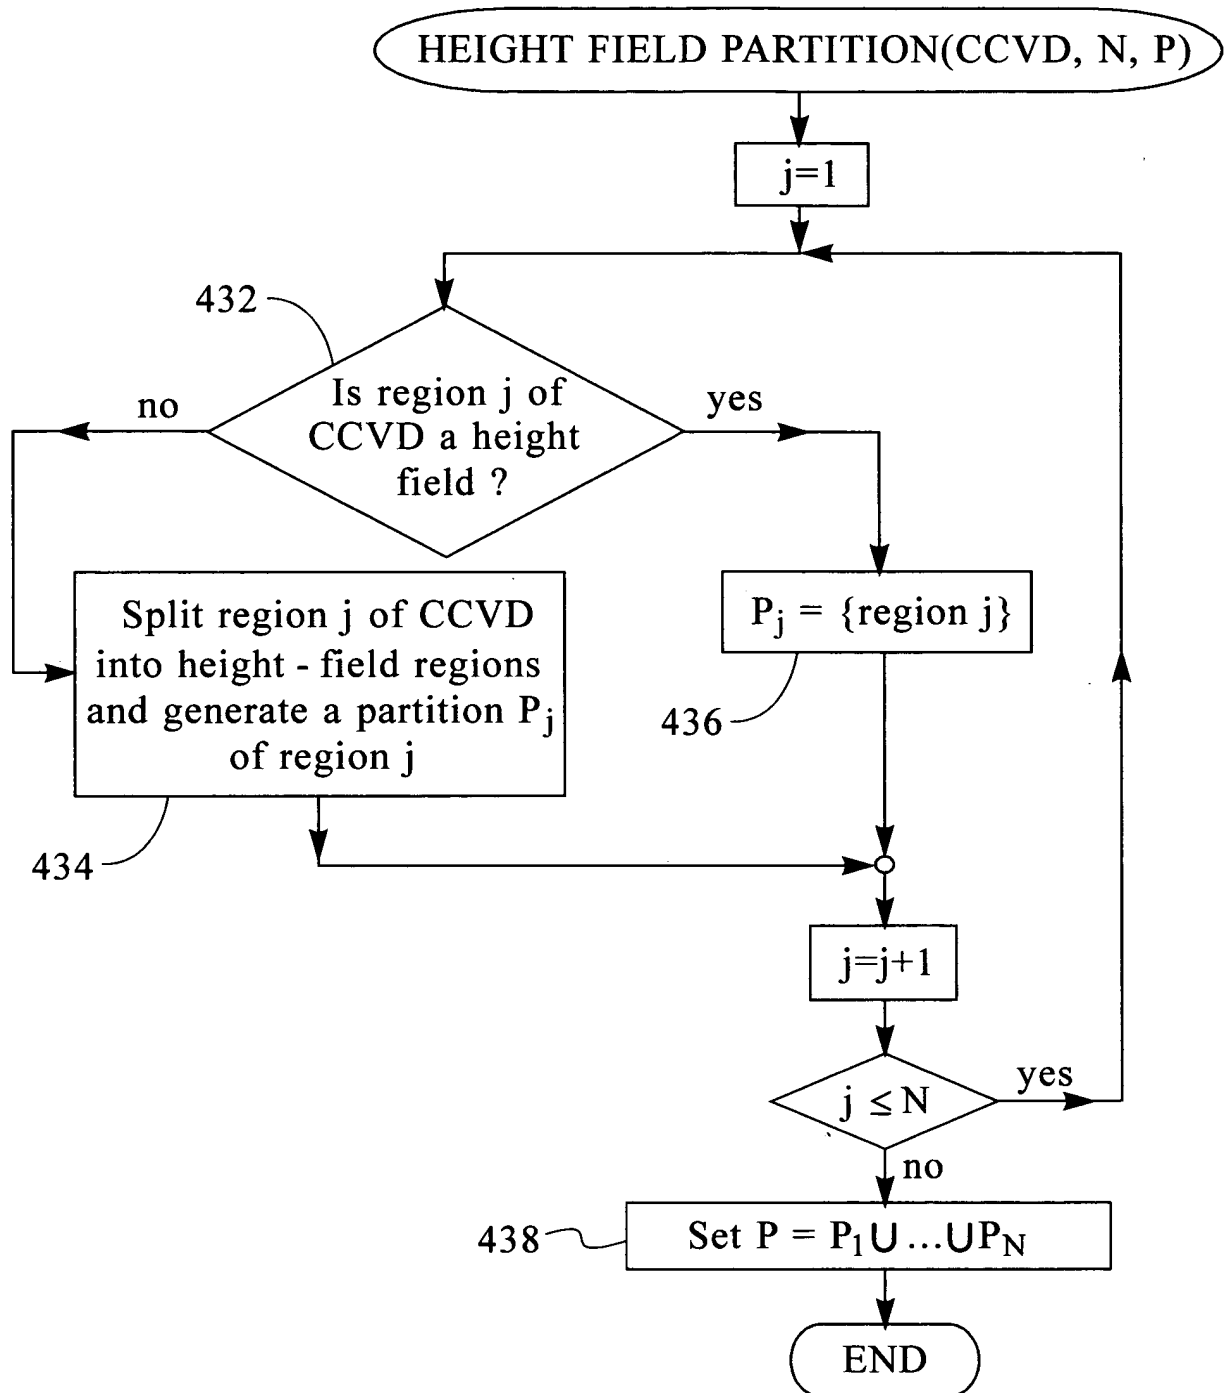 HEIGHT FIELD PARTITION(CCVD, N, P)
j=1
432
Is region j of
CCVD a height
field ?
no
yes
Split region j of CCVD
into height - field regions
and generate a partition Pj
of region j
434
Pj = {region j}
436
j=j+1
j ≤ N
yes
no
438
Set P = P1∪...∪PN
END